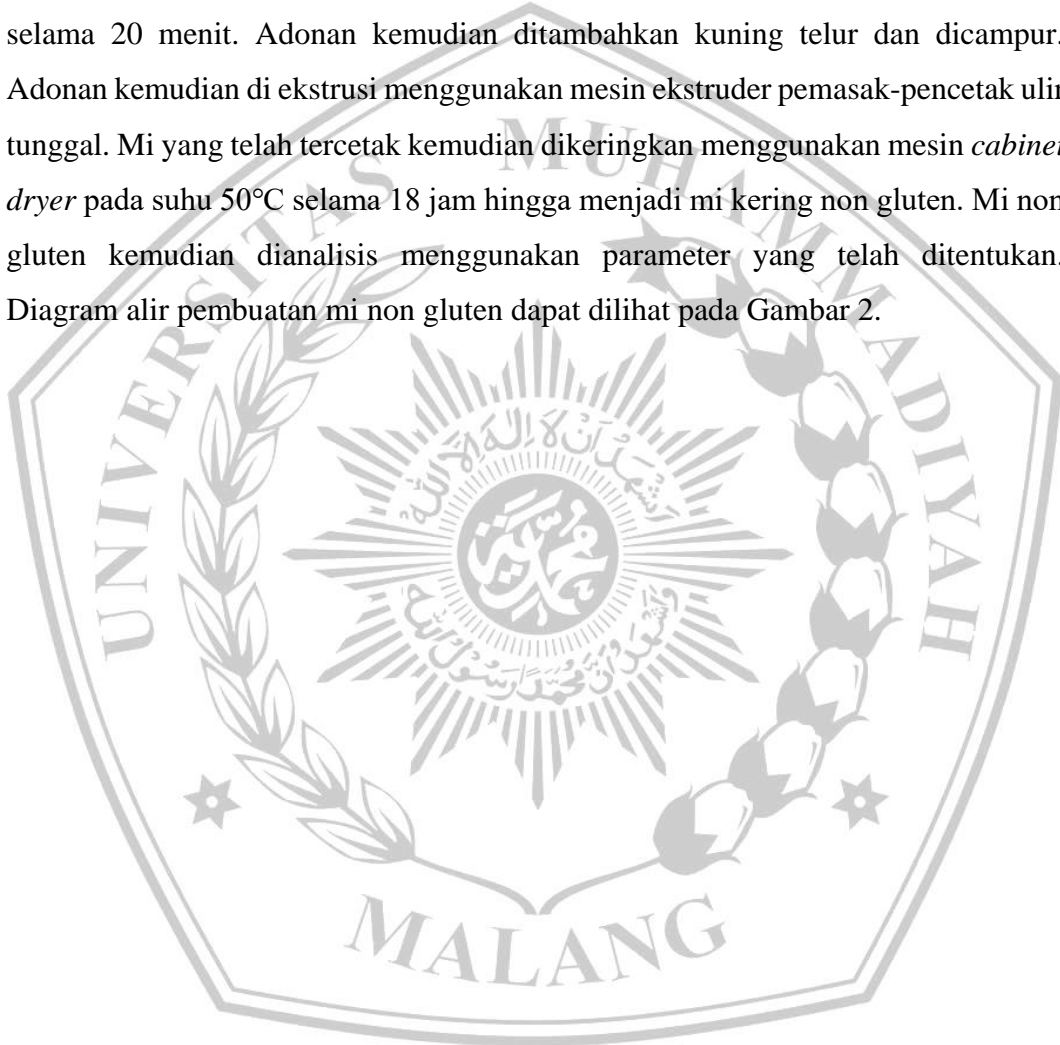 selama 20 menit. Adonan kemudian ditambahkan kuning telur dan dicampur.
Adonan kemudian di ekstrusi menggunakan mesin ekstruder pemasak-pencetak ulir
tunggal. Mi yang telah tercetak kemudian dikeringkan menggunakan mesin cabinet
dryer pada suhu 50°C selama 18 jam hingga menjadi mi kering non gluten. Mi non
gluten kemudian dianalisis menggunakan parameter yang telah ditentukan.
Diagram alir pembuatan mi non gluten dapat dilihat pada Gambar 2.
UNIVERSITAS MUHAMMADIYAH
MALANG